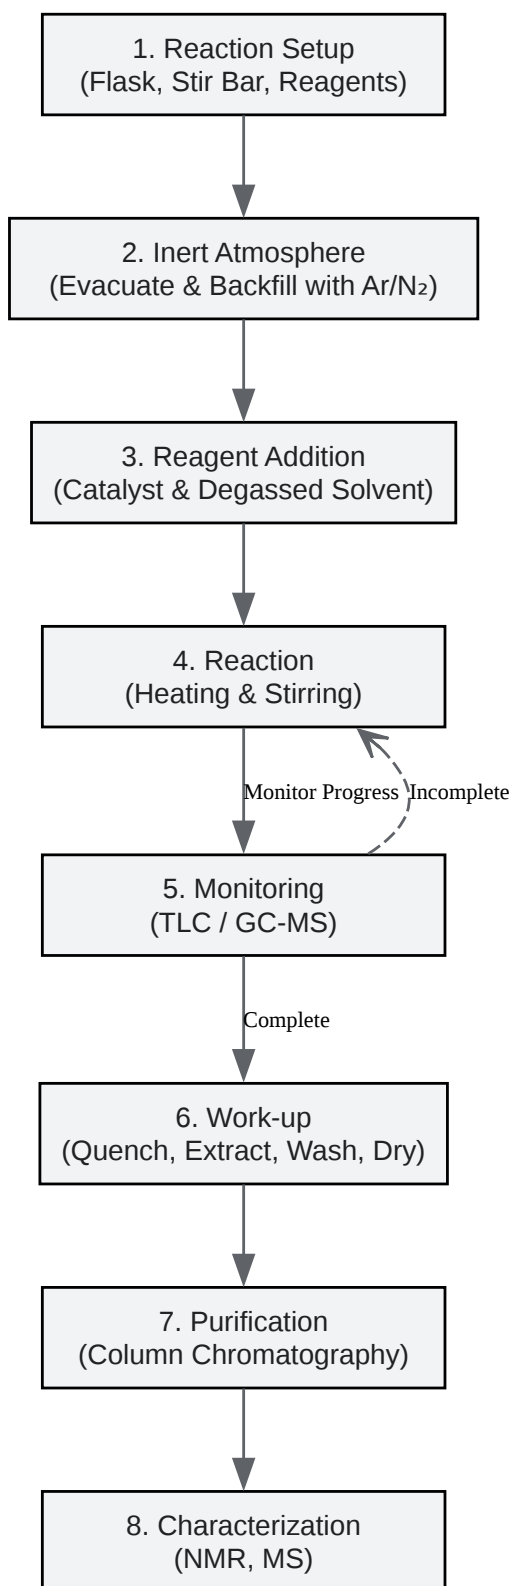 1. Reaction Setup
(Flask, Stir Bar, Reagents)
2. Inert Atmosphere
(Evacuate & Backfill with Ar/N₂)
3. Reagent Addition
(Catalyst & Degassed Solvent)
4. Reaction
(Heating & Stirring)
Monitor Progress
Incomplete
5. Monitoring
(TLC / GC-MS)
Complete
6. Work-up
(Quench, Extract, Wash, Dry)
7. Purification
(Column Chromatography)
8. Characterization
(NMR, MS)